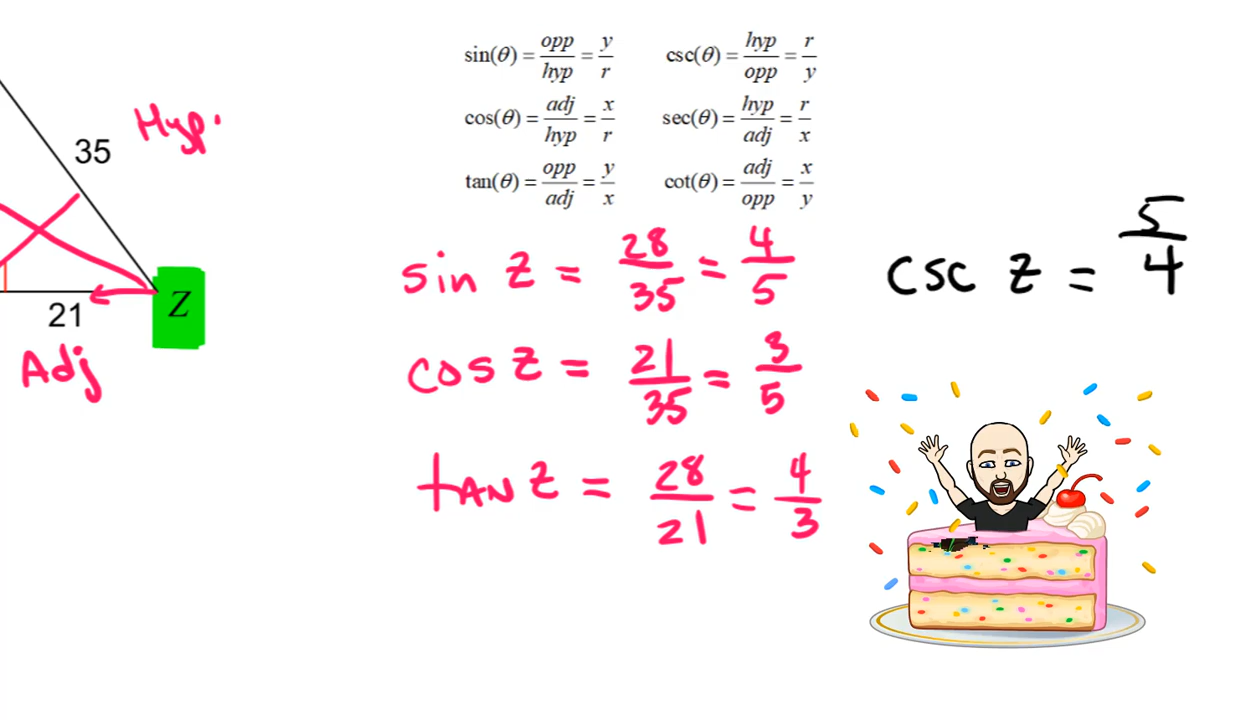 sin(θ) = opp/hyp = y/r csc(θ) = hyp/opp = r/y
cos(θ) = adj/hyp = x/r sec(θ) = hyp/adj = r/x
tan(θ) = opp/adj = y/x cot(θ) = adj/opp = x/y
Hyp.
35
Z
21
Adj
sin Z = 28/35 = 4/5
cos Z = 21/35 = 3/5
tAN Z = 28/21 = 4/3
csc Z = 5/4